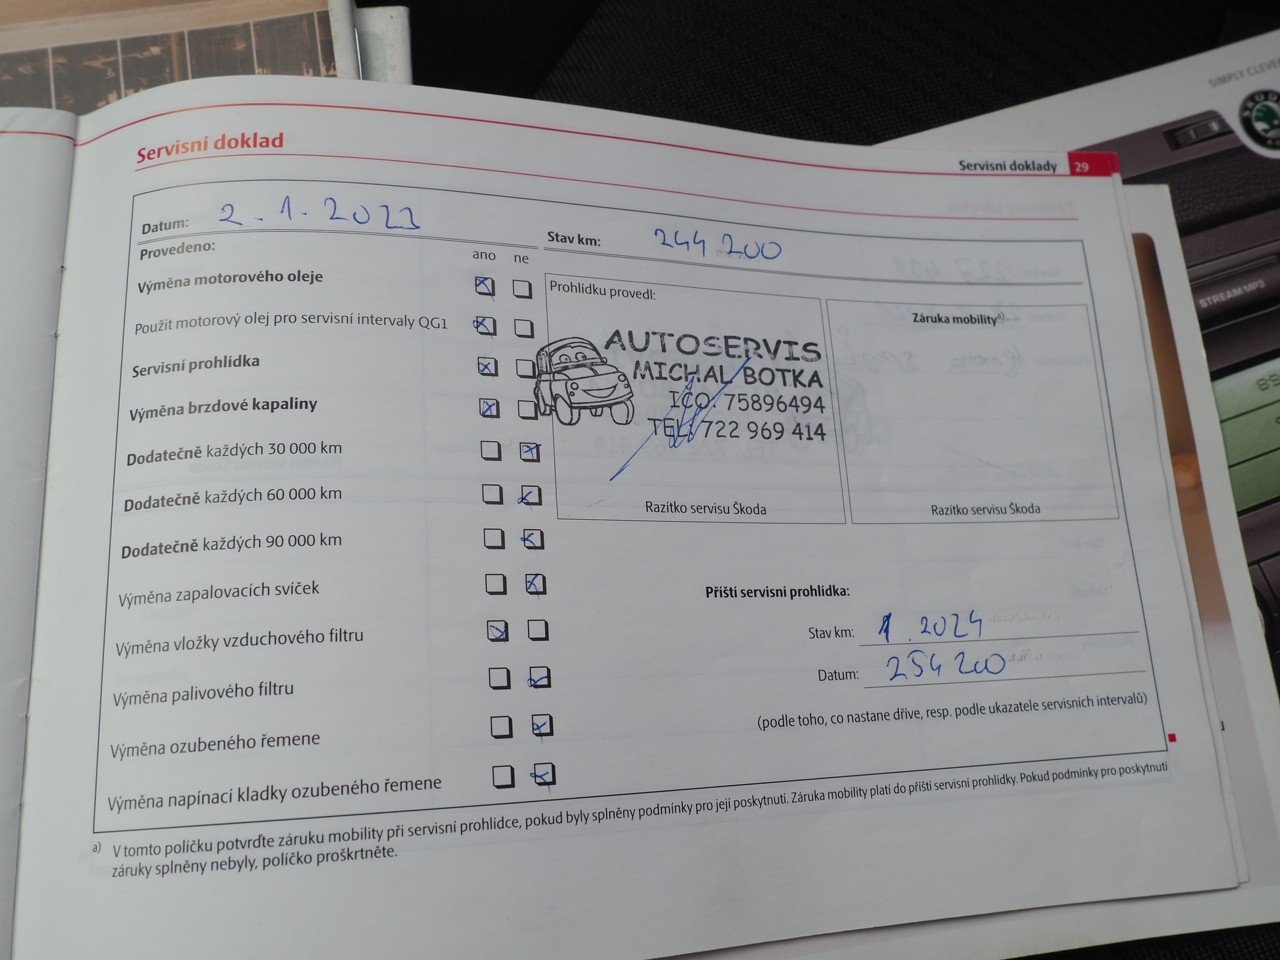 SIMPLY CLEVER
Servisní doklad
Servisní doklady 29
Datum: 2.1.2023
Stav km: 244 200
Provedeno:
ano ne
Výměna motorového oleje
Použit motorový olej pro servisní intervaly QG1
Servisní prohlídka
Výměna brzdové kapaliny
Dodatečně každých 30 000 km
Dodatečně každých 60 000 km
Dodatečně každých 90 000 km
Výměna zapalovacích svíček
Výměna vložky vzduchového filtru
Výměna palivového filtru
Výměna ozubeného řemene
Výměna napínací kladky ozubeného řemene
Prohlídku provedl:
AUTOSERVIS
MICHAL BOTKA
IČO: 75896494
TEL: 722 969 414
Razítko servisu Škoda
Záruka mobility a)
Razítko servisu Škoda
Příští servisní prohlídka:
Stav km: 1.2024
Datum: 254 200
(podle toho, co nastane dříve, resp. podle ukazatele servisních intervalů)
a) V tomto políčku potvrďte záruku mobility při servisní prohlídce, pokud byly splněny podmínky pro její poskytnutí. Záruka mobility platí do příští servisní prohlídky. Pokud podmínky pro poskytnutí
záruky splněny nebyly, políčko proškrtněte.
STREAM MP3